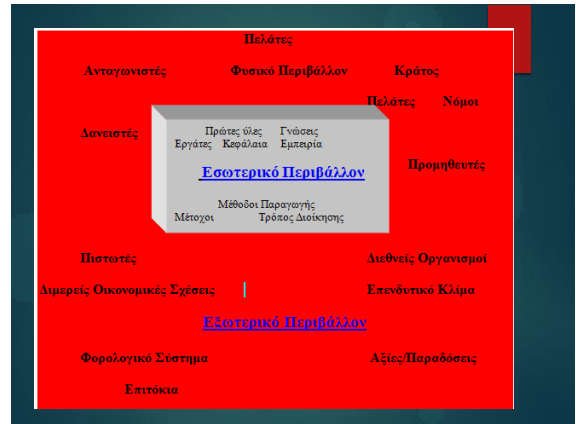 Πελάτες
Ανταγωνιστές Φυσικό Περιβάλλον Κράτος
Πελάτες Νόμοι
Δανειστές
Πρώτες ύλες Γνώσεις
Εργάτες Κεφάλαια Εμπειρία
Εσωτερικό Περιβάλλον
Προμηθευτές
Μέθοδοι Παραγωγής
Μέτοχοι Τρόπος Διοίκησης
Πιστωτές Διεθνείς Οργανισμοί
Διμερείς Οικονομικές Σχέσεις Επενδυτικό Κλίμα
Εξωτερικό Περιβάλλον
Φορολογικό Σύστημα Αξίες/Παραδόσεις
Επιτόκια